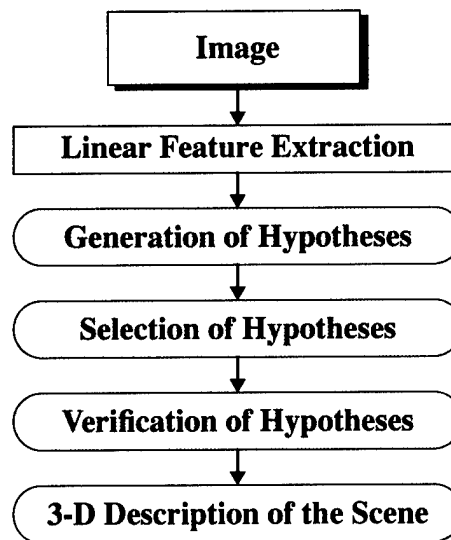 Image
Linear Feature Extraction
Generation of Hypotheses
Selection of Hypotheses
Verification of Hypotheses
3-D Description of the Scene